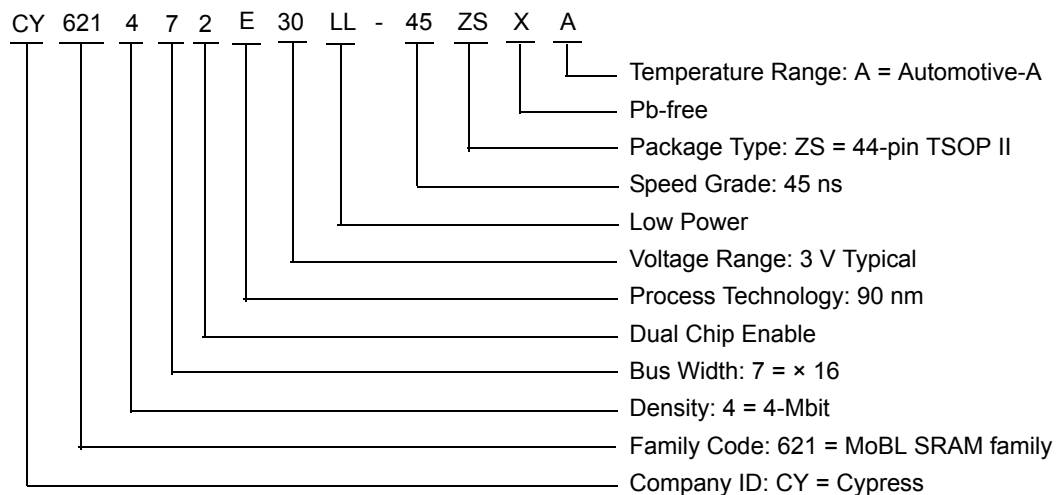 CY 621 4 7 2 E 30 LL - 45 ZS X A
Temperature Range: A = Automotive-A
Pb-free
Package Type: ZS = 44-pin TSOP II
Speed Grade: 45 ns
Low Power
Voltage Range: 3 V Typical
Process Technology: 90 nm
Dual Chip Enable
Bus Width: 7 = × 16
Density: 4 = 4-Mbit
Family Code: 621 = MoBL SRAM family
Company ID: CY = Cypress